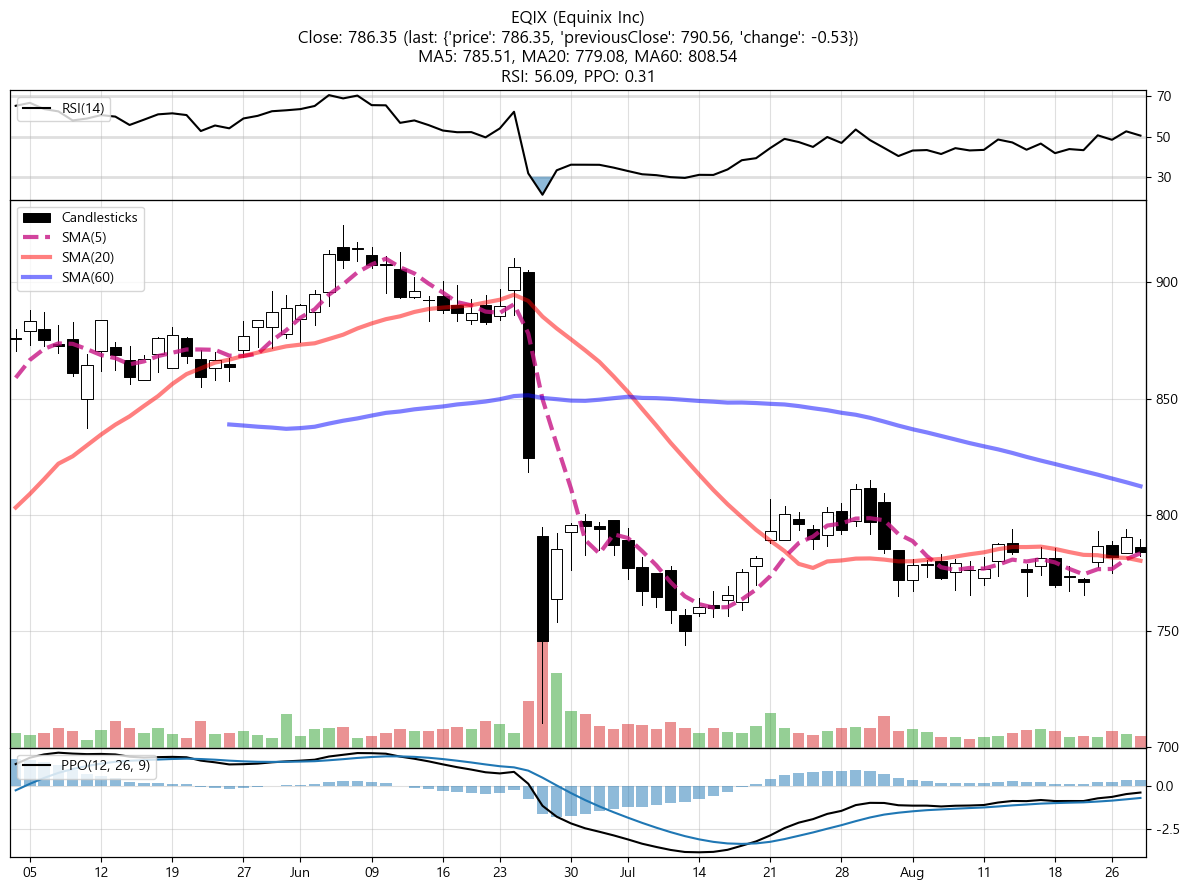 EQIX (Equinix Inc)
Close: 786.35 (last: {'price': 786.35, 'previousClose': 790.56, 'change': -0.53})
MA5: 785.51, MA20: 779.08, MA60: 808.54
RSI: 56.09, PPO: 0.31
RSI(14)
70
50
30
Candlesticks
SMA(5)
SMA(20)
SMA(60)
900
850
800
750
700
PPO(12, 26, 9)
0.0
−2.5
05 12 19 27 Jun 09 16 23 30 Jul 14 21 28 Aug 11 18 26